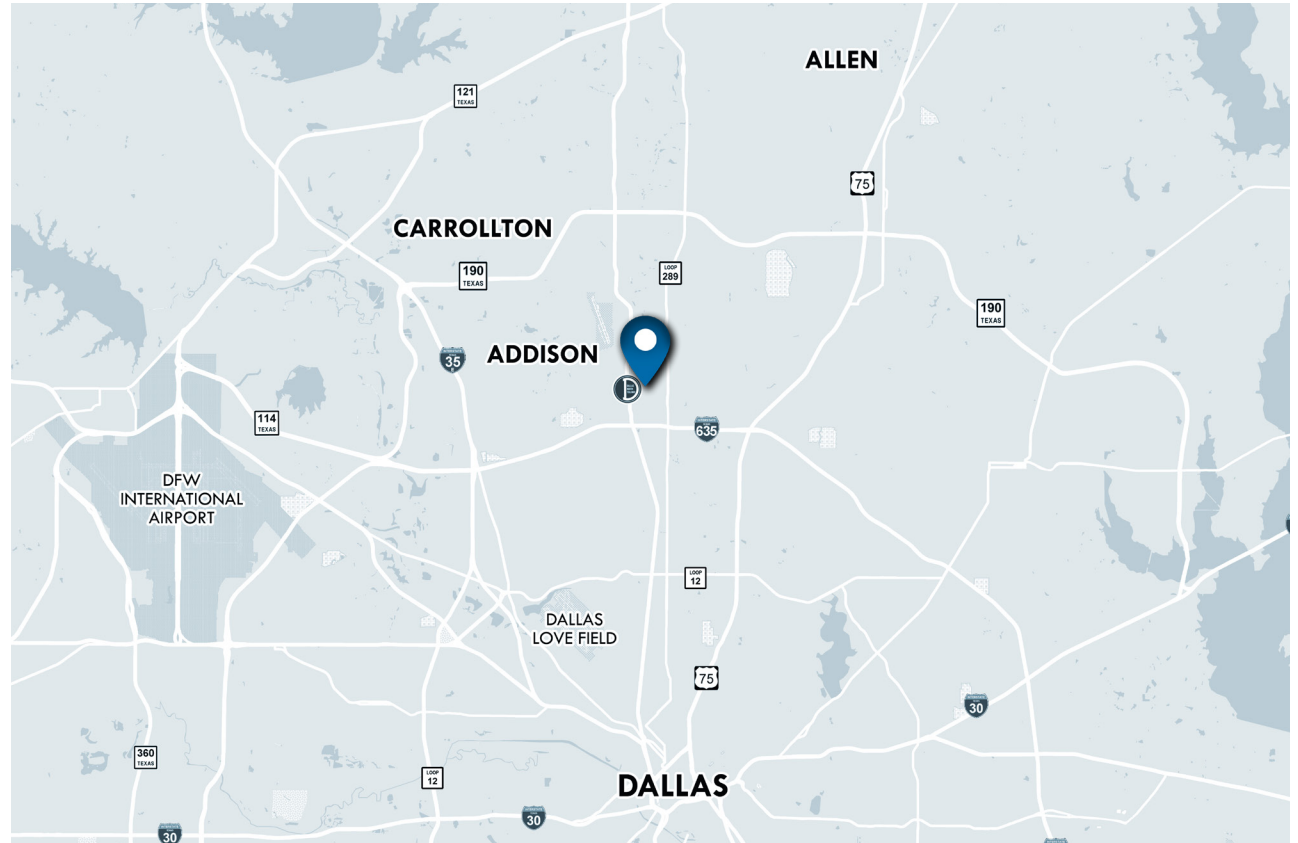 ALLEN
121
TEXAS
75
CARROLLTON
190
TEXAS
LOOP
289
190
TEXAS
ADDISON
35
E
D
114
TEXAS
635
DFW
INTERNATIONAL
AIRPORT
LOOP
12
DALLAS
LOVE FIELD
75
30
360
TEXAS
LOOP
12
DALLAS
30
30